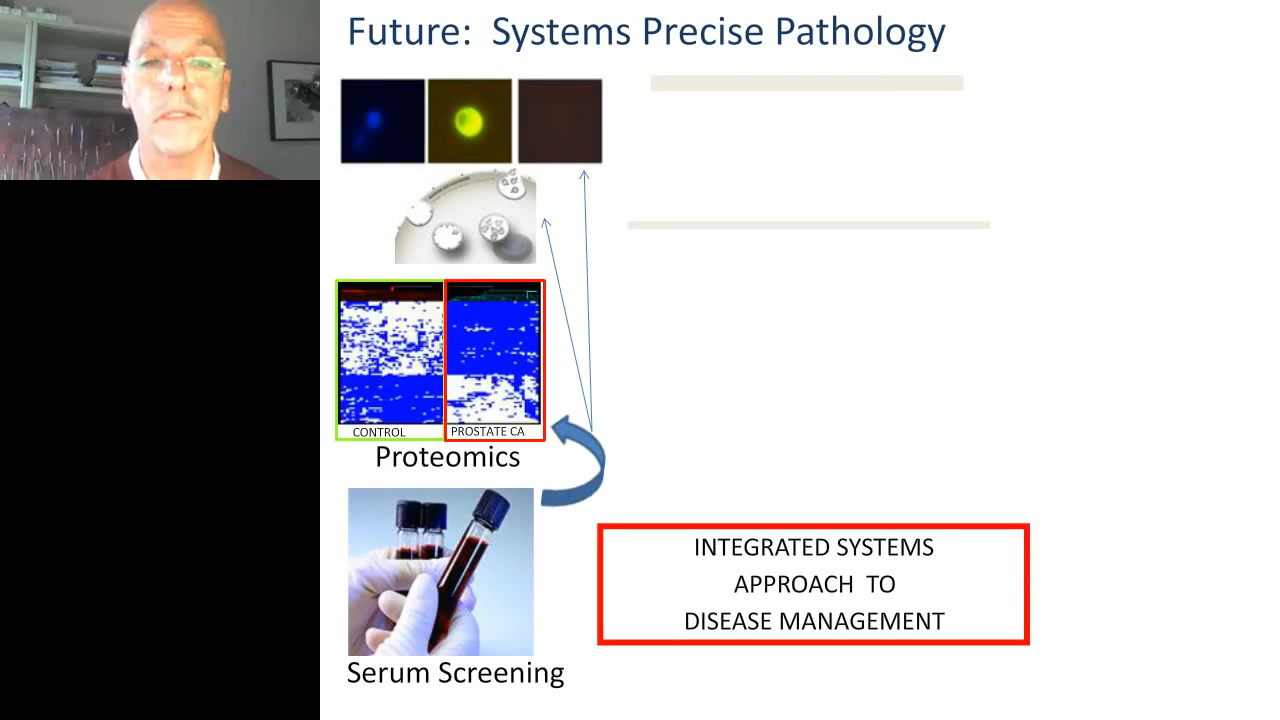 Future: Systems Precise Pathology
CONTROL
PROSTATE CA
Proteomics
INTEGRATED SYSTEMS
APPROACH TO
DISEASE MANAGEMENT
Serum Screening